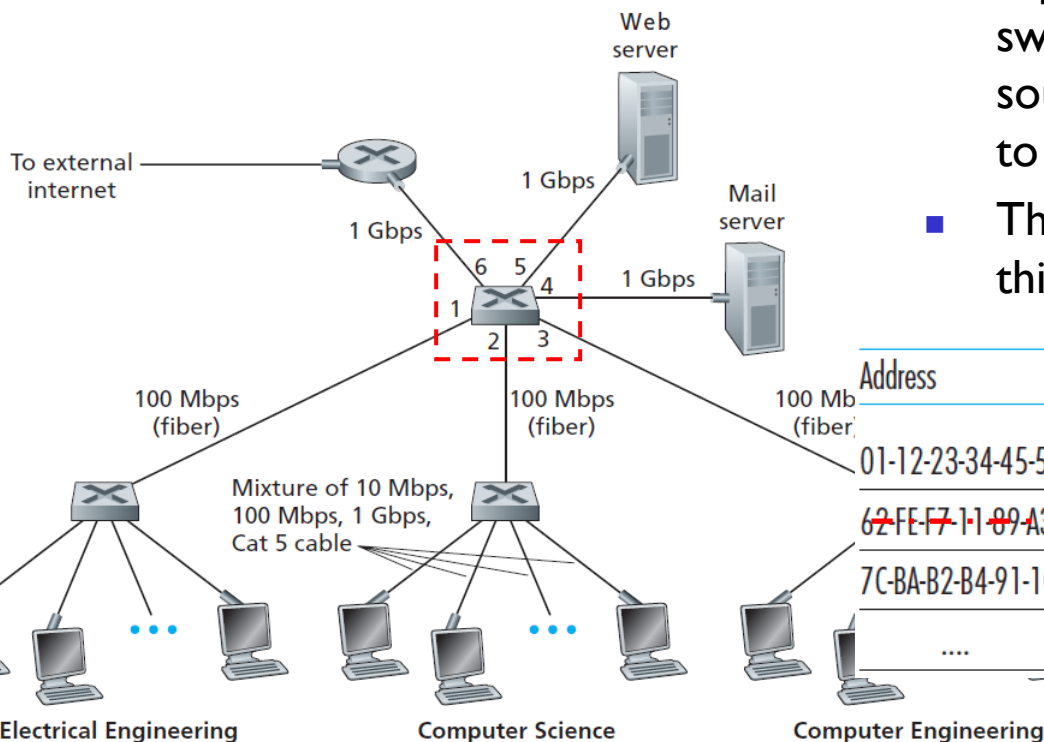 Web
server
sw
sou
to
Th
thi
To external
internet
1 Gbps
Mail
server
1 Gbps
6 5
4
1 Gbps
1
2
3
100 Mbps
(fiber)
100 Mbps
(fiber)
100 Mb
(fiber)
Address
01-12-23-34-45-5
62-FE-F7-11-89-A3
7C-BA-B2-B4-91-1
....
Mixture of 10 Mbps,
100 Mbps, 1 Gbps,
Cat 5 cable
Electrical Engineering
Computer Science
Computer Engineering